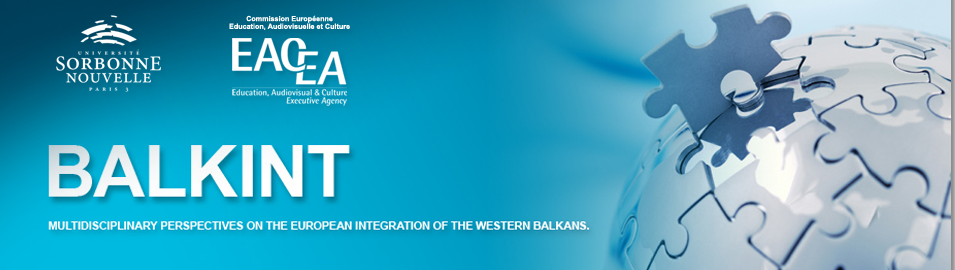 UNIVERSITÉ
SORBONNE
NOUVELLE
PARIS 3
Commission Européenne
Education, Audiovisuelle et Culture
EACEA
Education, Audiovisual & Culture
Executive Agency
BALKINT
MULTIDISCIPLINARY PERSPECTIVES ON THE EUROPEAN INTEGRATION OF THE WESTERN BALKANS.